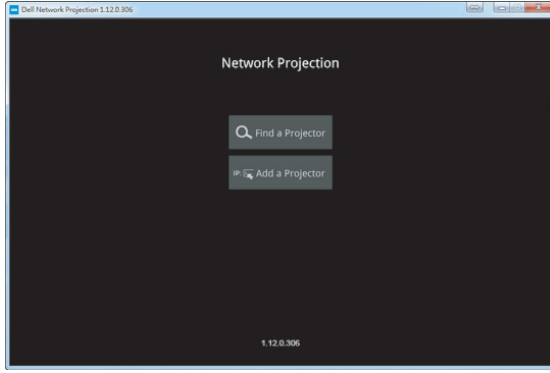 Dell Network Projection 1.12.0.306
Network Projection
Find a Projector
IP: Add a Projector
1.12.0.306